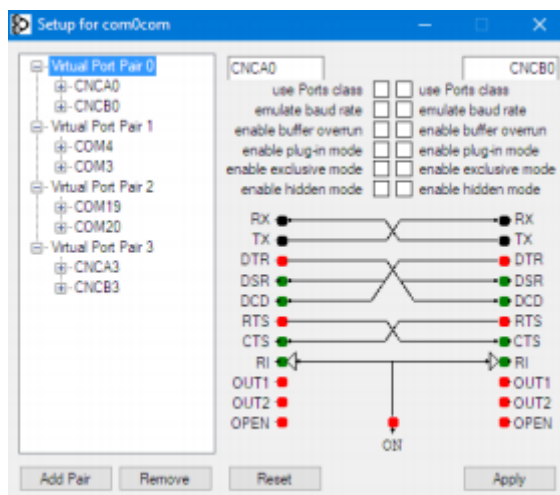 Setup for com0com
Virtual Port Pair 0
CNCA0
CNCB0
Virtual Port Pair 1
COM4
COM3
Virtual Port Pair 2
COM19
COM20
Virtual Port Pair 3
CNCA3
CNCB3
CNCA0 CNCB0
use Ports class use Ports class
emulate baud rate emulate baud rate
enable buffer overrun enable buffer overrun
enable plug-in mode enable plug-in mode
enable exclusive mode enable exclusive mode
enable hidden mode enable hidden mode
RX RX
TX TX
DTR DTR
DSR DSR
DCD DCD
RTS RTS
CTS CTS
RI RI
OUT1 OUT1
OUT2 OUT2
OPEN OPEN
ON
Add Pair Remove Reset Apply